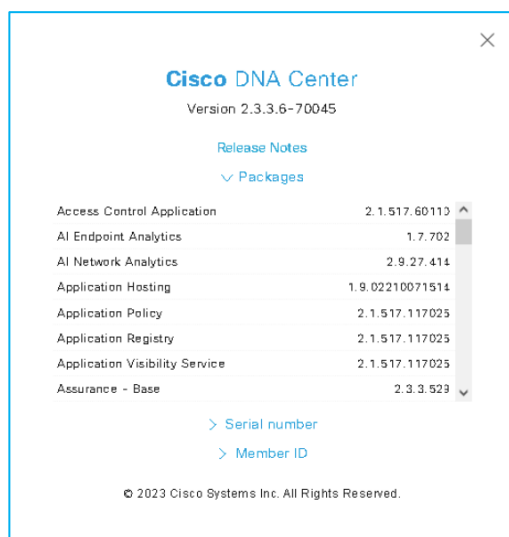 Cisco DNA Center
Version 2.3.3.6-70045
Release Notes
Packages
Access Control Application 2.1.517.60110
AI Endpoint Analytics 1.7.702
AI Network Analytics 2.9.27.414
Application Hosting 1.9.02210071514
Application Policy 2.1.517.117025
Application Registry 2.1.517.117025
Application Visibility Service 2.1.517.117025
Assurance - Base 2.3.3.529
Serial number
Member ID
© 2023 Cisco Systems Inc. All Rights Reserved.